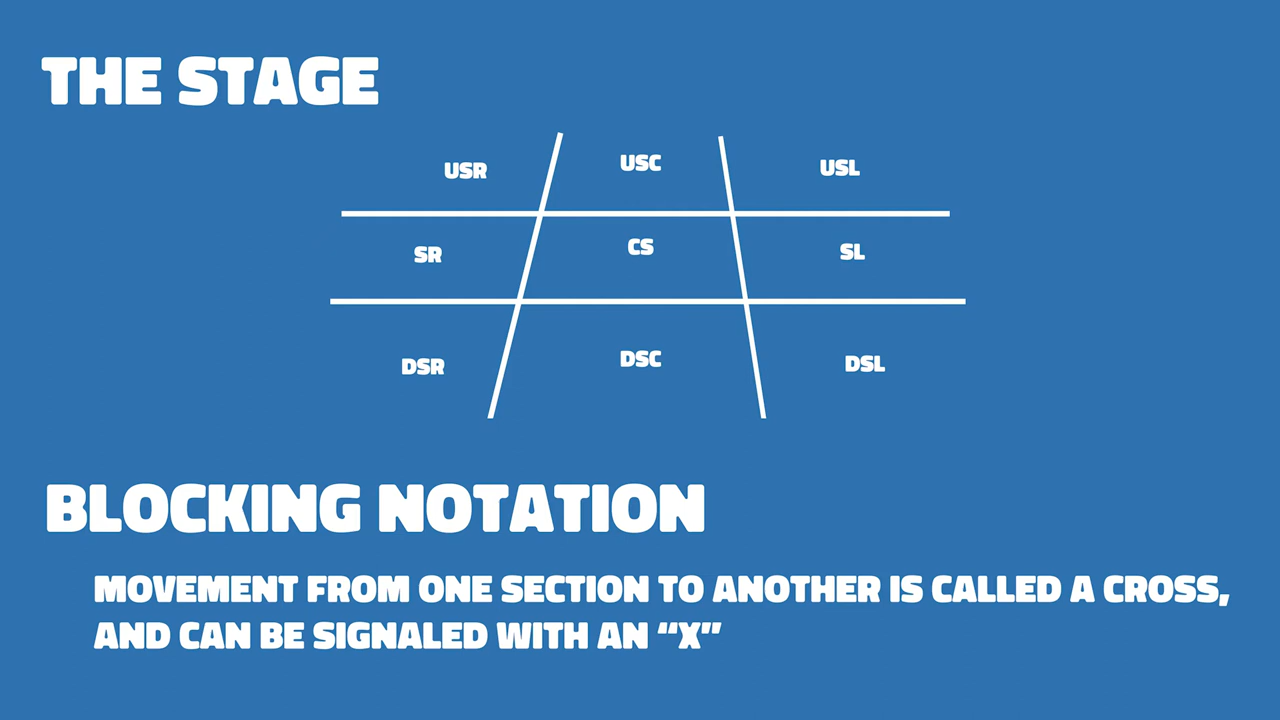 THE STAGE
USR USC USL
SR CS SL
DSR DSC DSL
BLOCKING NOTATION
MOVEMENT FROM ONE SECTION TO ANOTHER IS CALLED A CROSS,
AND CAN BE SIGNALED WITH AN “X”